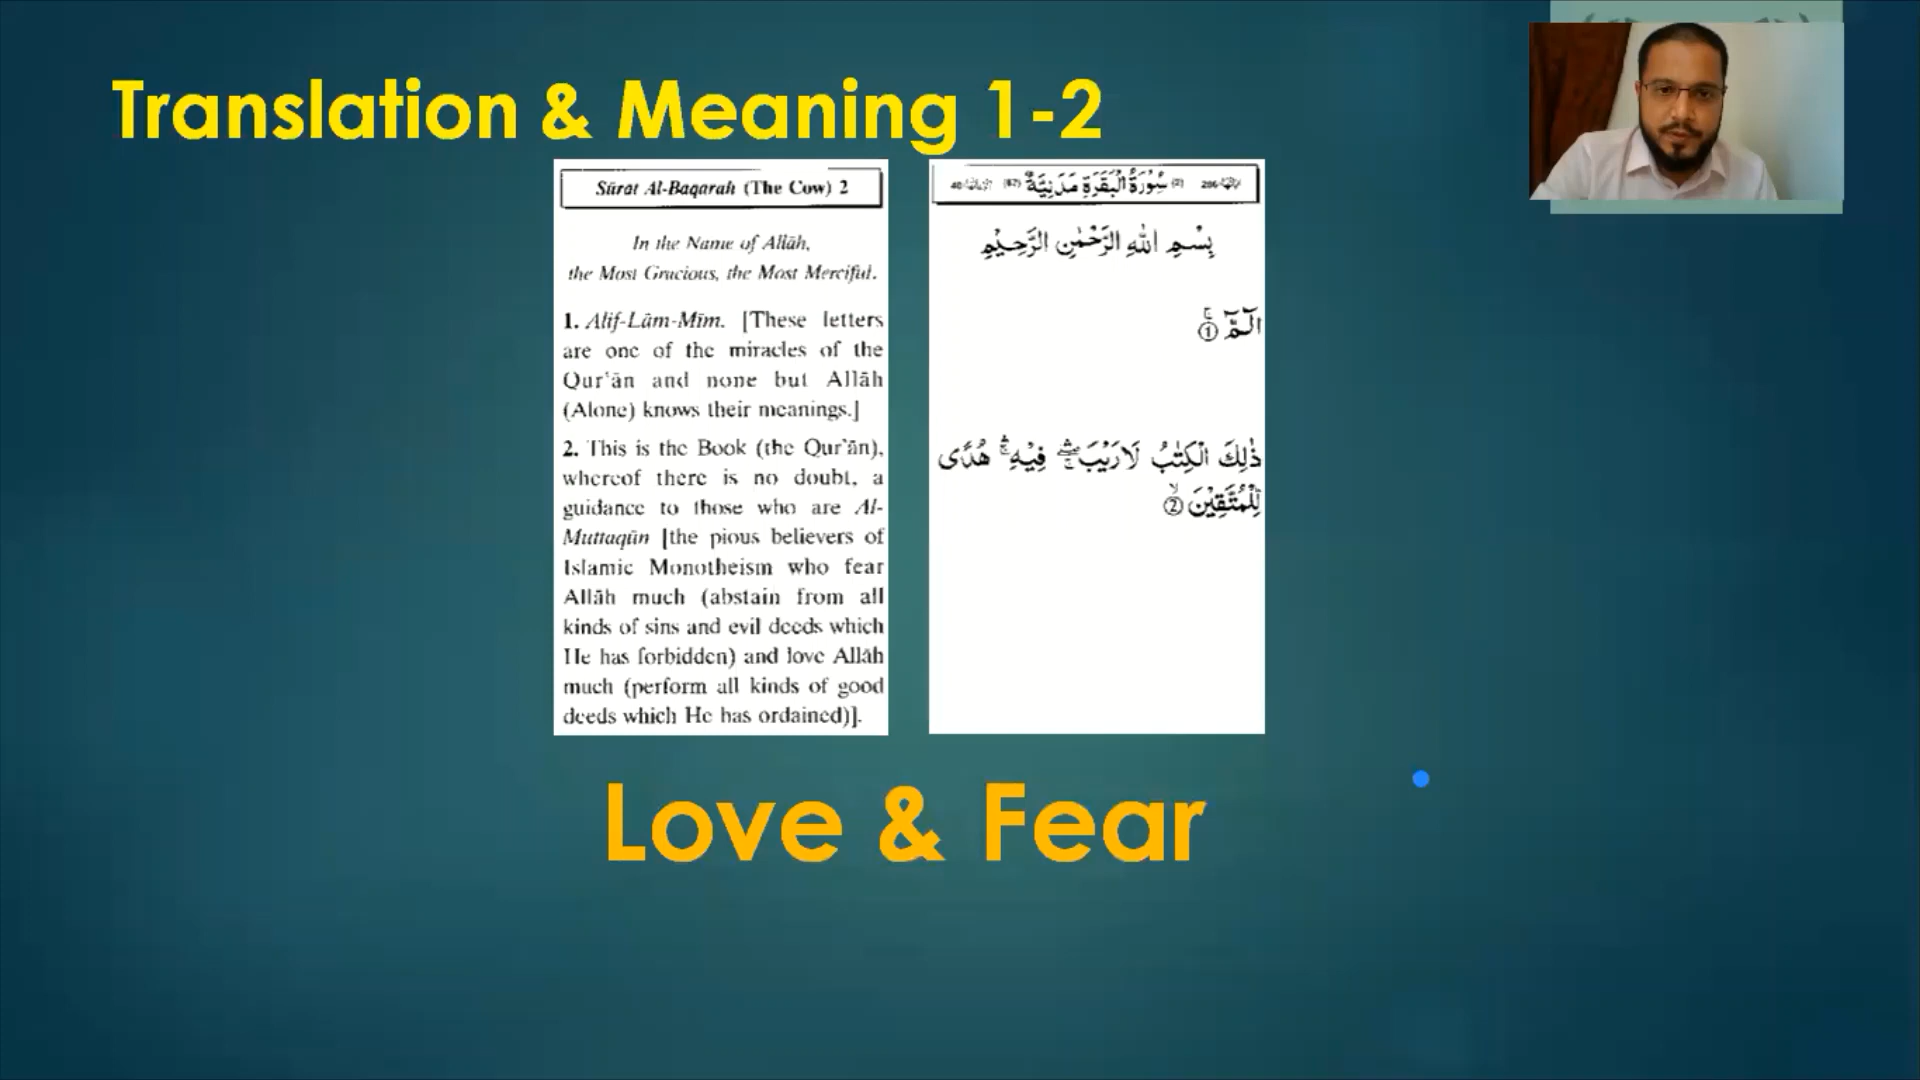 Translation & Meaning 1-2
Sūrat Al-Baqarah (The Cow) 2
In the Name of Allāh,
the Most Gracious, the Most Merciful.
1. Alif-Lām-Mīm. [These letters
are one of the miracles of the
Qur'ān and none but Allāh
(Alone) knows their meanings.]
2. This is the Book (the Qur'ān),
whereof there is no doubt, a
guidance to those who are Al-
Muttaqūn [the pious believers of
Islamic Monotheism who fear
Allāh much (abstain from all
kinds of sins and evil deeds which
He has forbidden) and love Allāh
much (perform all kinds of good
deeds which He has ordained)].
(2) سُوْرَةُ الْبَقَرَةِ مَدَنِيَّةٌ (87)
بِسْمِ اللّٰهِ الرَّحْمٰنِ الرَّحِيْمِ
الٓمّٓ ۚ ①
ذٰلِكَ الْكِتٰبُ لَا رَيْبَ ۛۖۚ فِيْهِ ۛۚ هُدًى
لِّلْمُتَّقِيْنَ ۙ ②
Love & Fear